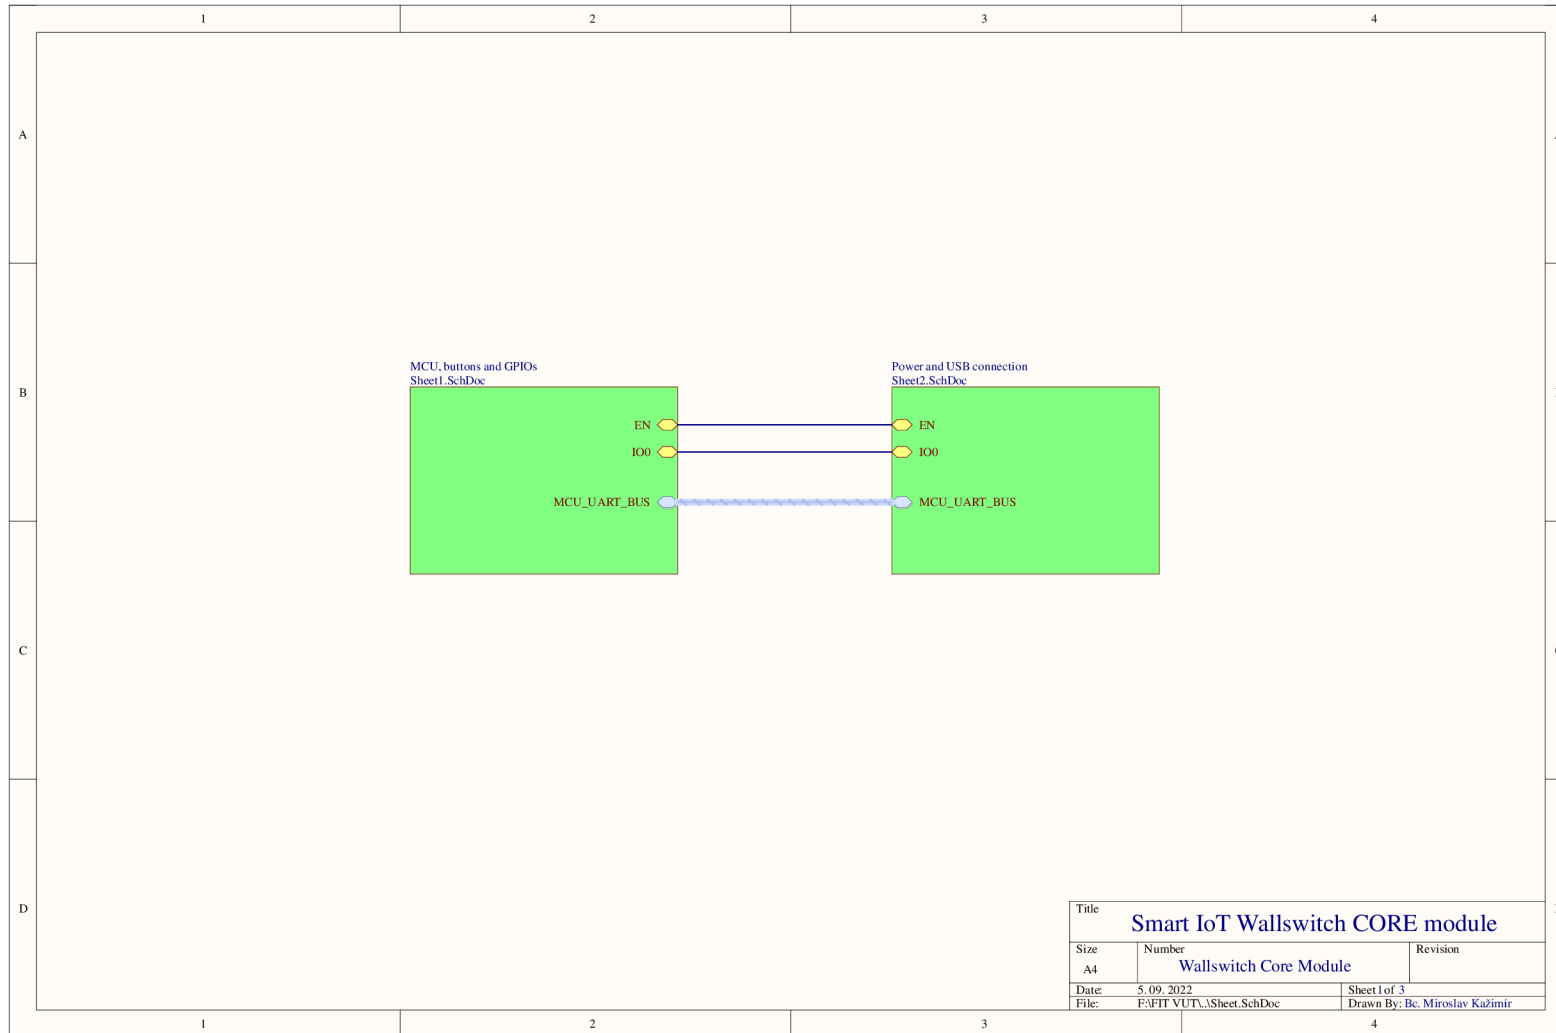 1 2 3 4
A
B
C
D
MCU, buttons and GPIOs
Sheet1.SchDoc
EN
IO0
MCU_UART_BUS
Power and USB connection
Sheet2.SchDoc
EN
IO0
MCU_UART_BUS
Title
Smart IoT Wallswitch CORE module
Size
A4
Number
Wallswitch Core Module
Revision
Date: 5. 09. 2022 Sheet 1 of 3
File: F:\FIT VUT\..\Sheet.SchDoc Drawn By: Bc. Miroslav Kažimír
1 2 3 4